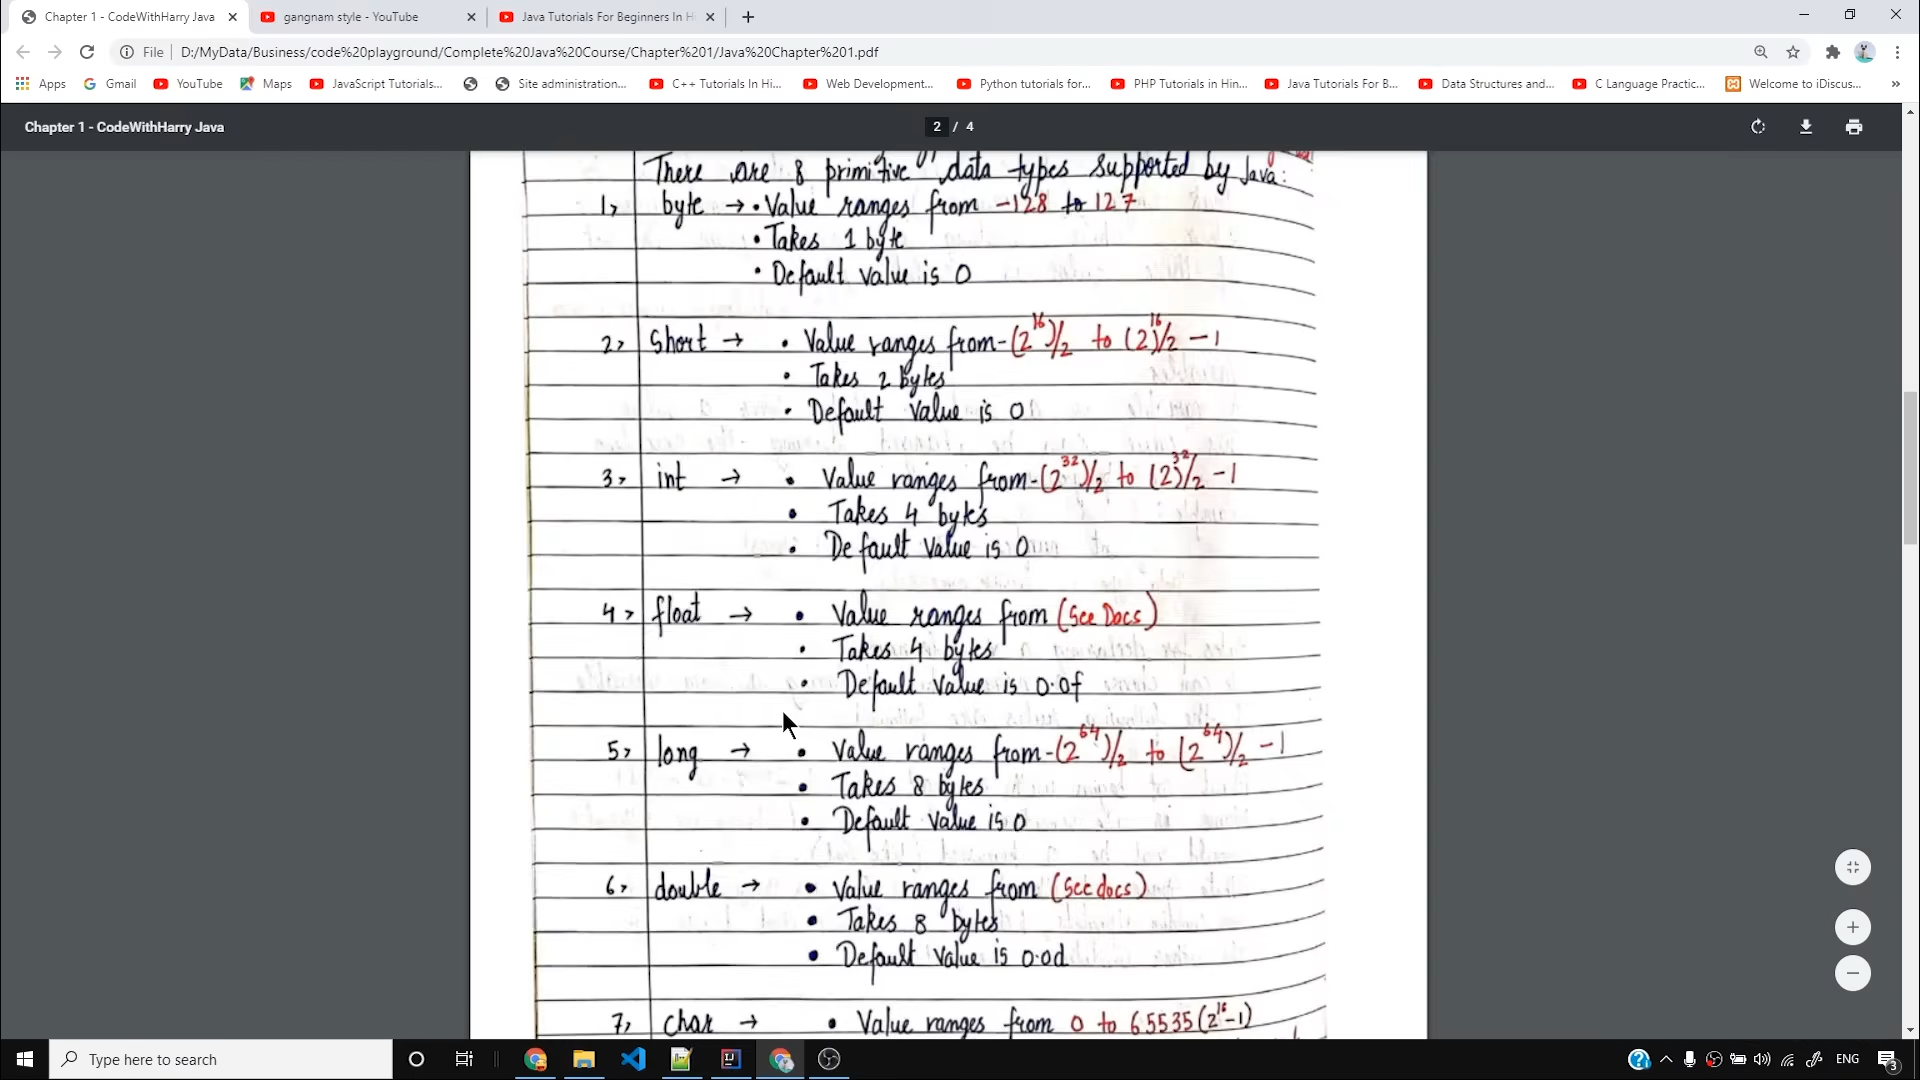 Chapter 1 - CodeWithHarry Java
gangnam style - YouTube
Java Tutorials For Beginners In H
File | D:/MyData/Business/code%20playground/Complete%20Java%20Course/Chapter%201/Java%20Chapter%201.pdf
Apps Gmail YouTube Maps JavaScript Tutorials... Site administration... C++ Tutorials In Hi... Web Development... Python tutorials for... PHP Tutorials in Hin... Java Tutorials For B... Data Structures and... C Language Practic... Welcome to iDiscus... »
Chapter 1 - CodeWithHarry Java 2 / 4
There are 8 primitive data types supported by Java:
1> byte → • Value ranges from -128 to 127
• Takes 1 byte
• Default value is 0
2> Short → • Value ranges from -(2^16)/2 to (2)^16/2 - 1
• Takes 2 bytes
• Default value is 0
3> int → • Value ranges from -(2^32)/2 to (2)^32/2 - 1
• Takes 4 bytes
• Default value is 0
4> float → • Value ranges from (See Docs)
• Takes 4 bytes
• Default value is 0.0f
5> long → • Value ranges from -(2^64)/2 to (2^64)/2 - 1
• Takes 8 bytes
• Default value is 0
6> double → • Value ranges from (See docs)
• Takes 8 bytes
• Default value is 0.0d
7> char → • Value ranges from 0 to 65535 (2^16-1)
Type here to search
ENG
3